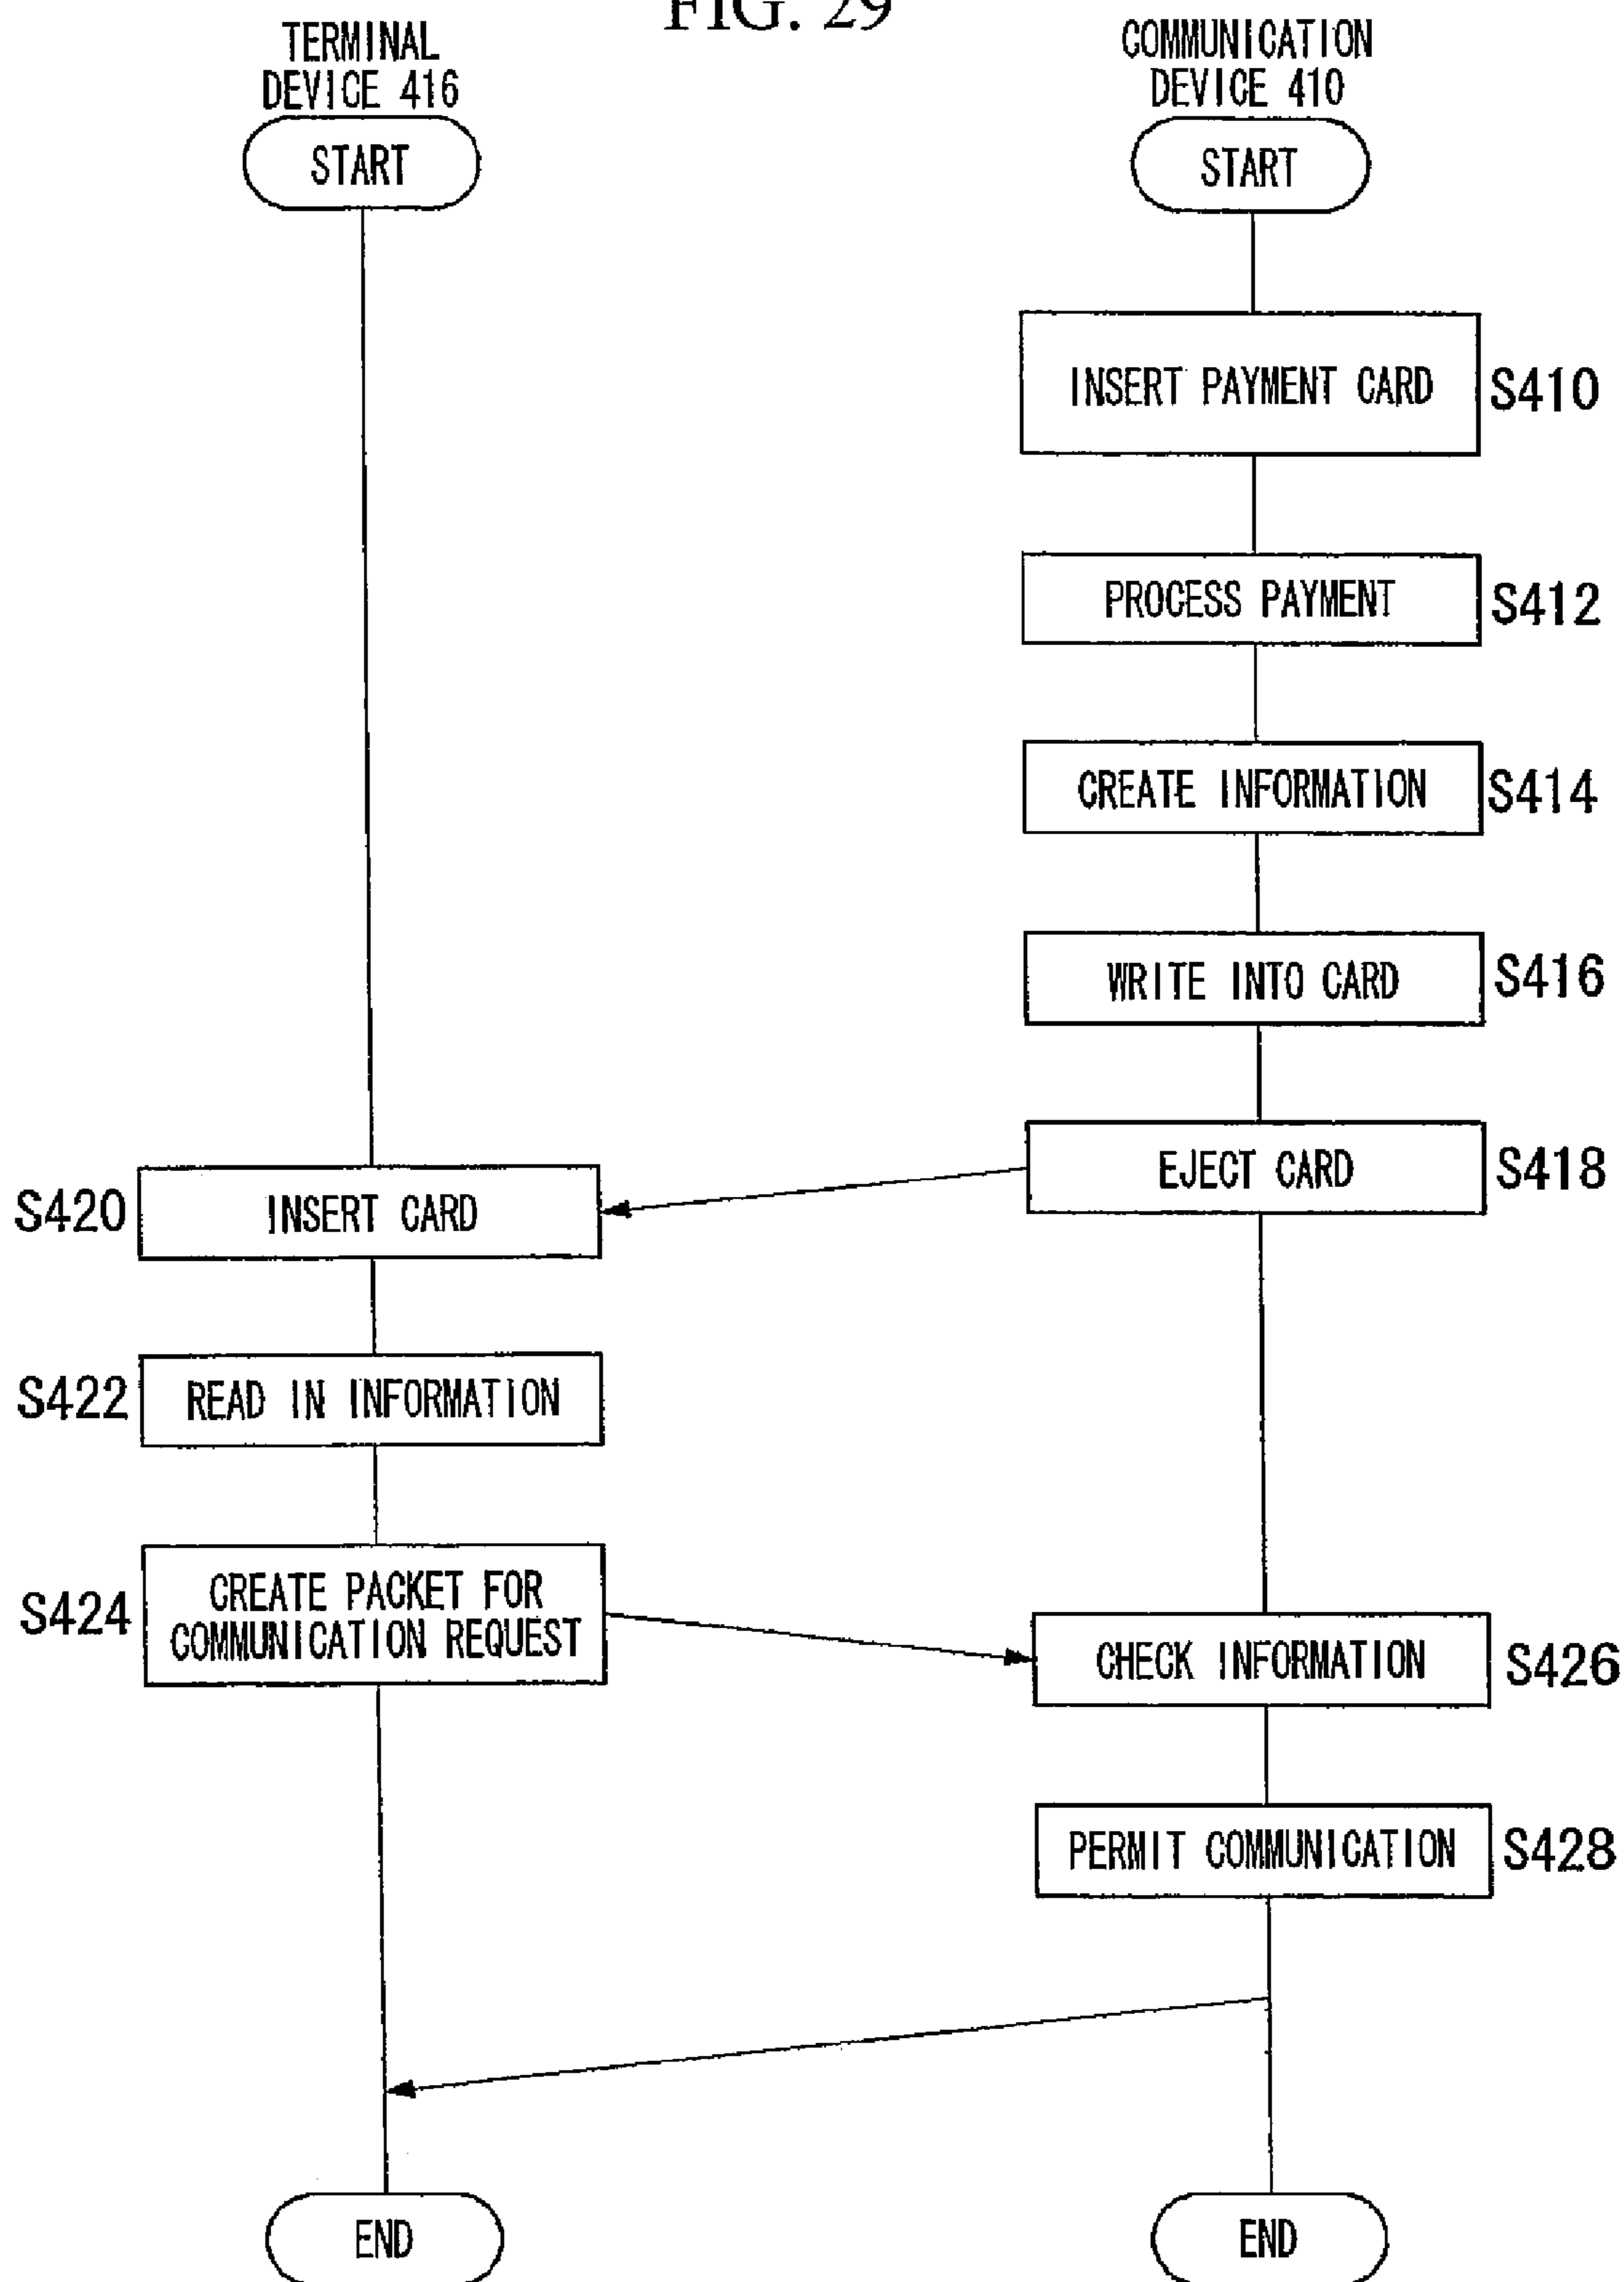 FIG. 29
TERMINAL
DEVICE 416
COMMUNICATION
DEVICE 410
START
START
INSERT PAYMENT CARD
S410
PROCESS PAYMENT
S412
CREATE INFORMATION
S414
WRITE INTO CARD
S416
EJECT CARD
S418
S420
INSERT CARD
S422
READ IN INFORMATION
S424
CREATE PACKET FOR
COMMUNICATION REQUEST
CHECK INFORMATION
S426
PERMIT COMMUNICATION
S428
END
END